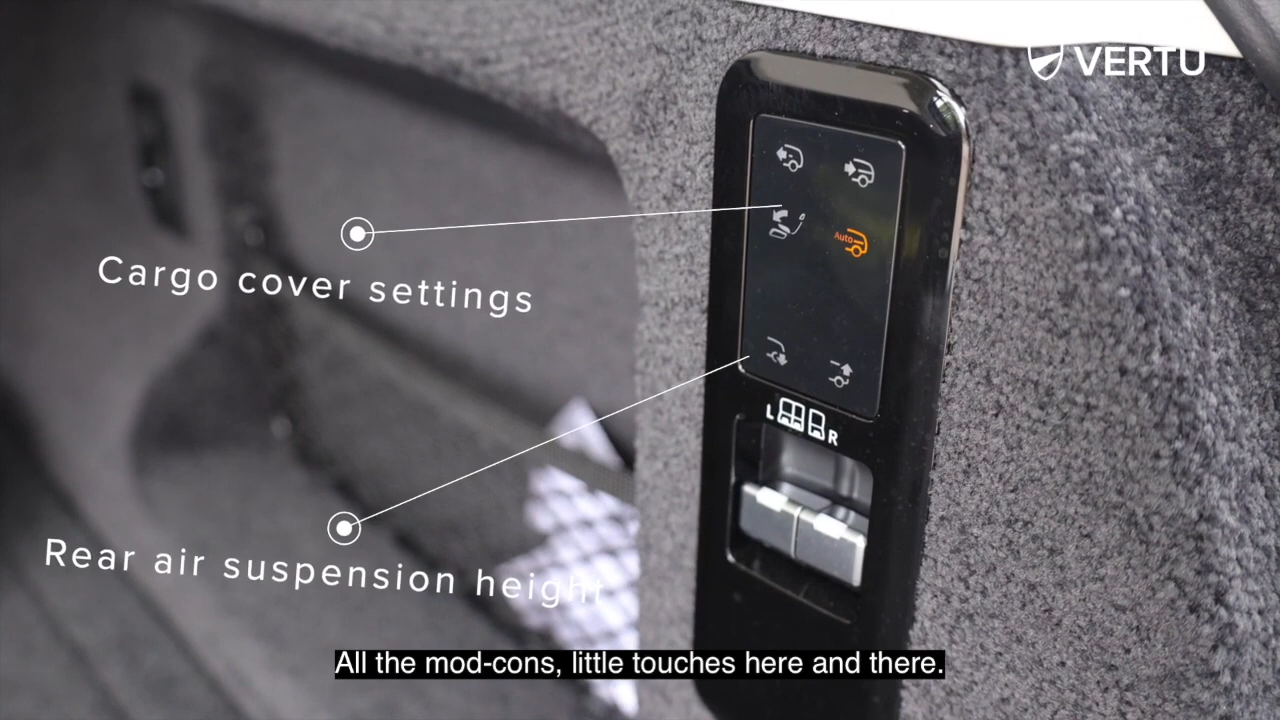 VERTU
Auto
Cargo cover settings
L R
Rear air suspension height
All the mod-cons, little touches here and there.